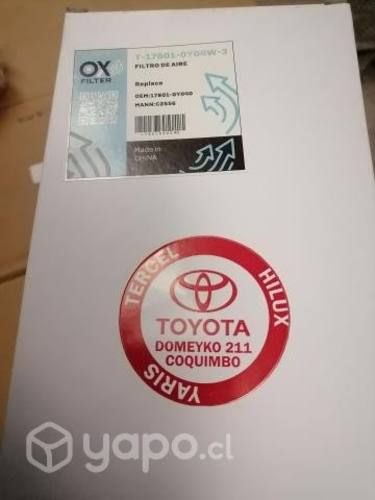 OX
FILTER
T-17801-0Y04W-3
FILTRO DE AIRE
Replace
OEM:17801-0Y040
MANN:C2556
Made in
CHINA
TERCEL
HILUX
TOYOTA
DOMEYKO 211
COQUIMBO
YARIS
yapo.cl